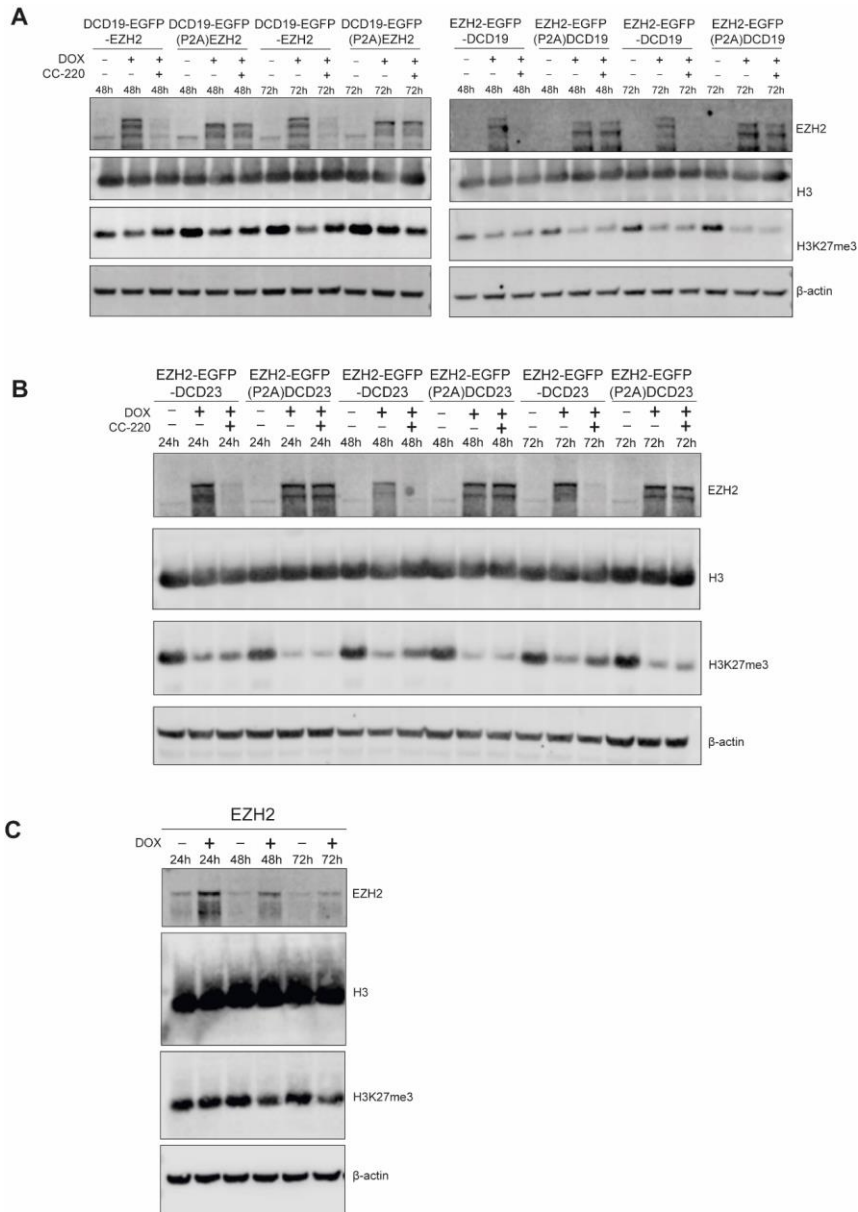 A
DCD19-EGFP DCD19-EGFP DCD19-EGFP DCD19-EGFP
-EZH2 (P2A)EZH2 -EZH2 (P2A)EZH2
DOX – + + – + + – + + – + +
CC-220 – – + – – + – – + – – +
48h 48h 48h 48h 48h 48h 72h 72h 72h 72h 72h 72h
EZH2-EGFP EZH2-EGFP EZH2-EGFP EZH2-EGFP
-DCD19 (P2A)DCD19 -DCD19 (P2A)DCD19
– + + – + + – + + – + +
– – + – – + – – + – – +
48h 48h 48h 48h 48h 48h 72h 72h 72h 72h 72h 72h
EZH2
H3
H3K27me3
β-actin
B
EZH2-EGFP EZH2-EGFP EZH2-EGFP EZH2-EGFP EZH2-EGFP EZH2-EGFP
-DCD23 (P2A)DCD23 -DCD23 (P2A)DCD23 -DCD23 (P2A)DCD23
DOX – + + – + + – + + – + + – + + – + +
CC-220 – – + – – + – – + – – + – – + – – +
24h 24h 24h 24h 24h 24h 48h 48h 48h 48h 48h 48h 72h 72h 72h 72h 72h 72h
EZH2
H3
H3K27me3
β-actin
C
EZH2
DOX – + – + – +
24h 24h 48h 48h 72h 72h
EZH2
H3
H3K27me3
β-actin